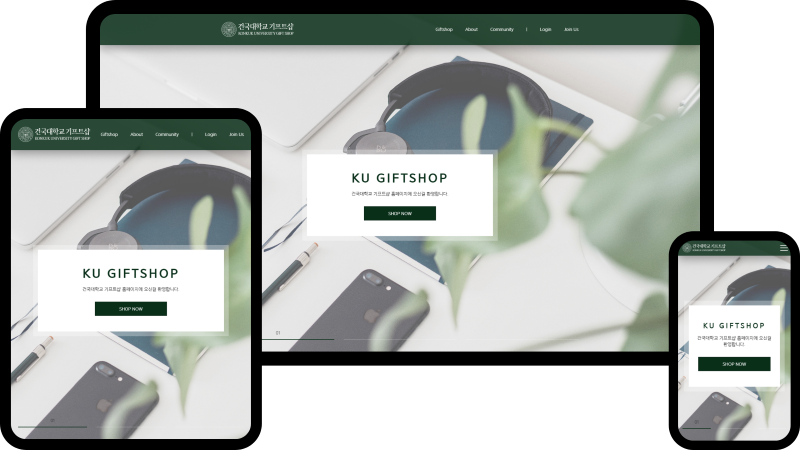 건국대학교 기프트샵
KONKUK UNIVERSITY GIFT SHOP
Giftshop About Community | Login Join Us
KU GIFTSHOP
건국대학교 기프트샵 홈페이지에 오신걸 환영합니다.
SHOP NOW
01
건국대학교 기프트샵
KONKUK UNIVERSITY GIFT SHOP
Giftshop About Community | Login Join Us
KU GIFTSHOP
건국대학교 기프트샵 홈페이지에 오신걸 환영합니다.
SHOP NOW
건국대학교 기프트샵
KU GIFTSHOP
건국대학교 기프트샵 홈페이지에 오신걸
환영합니다.
SHOP NOW